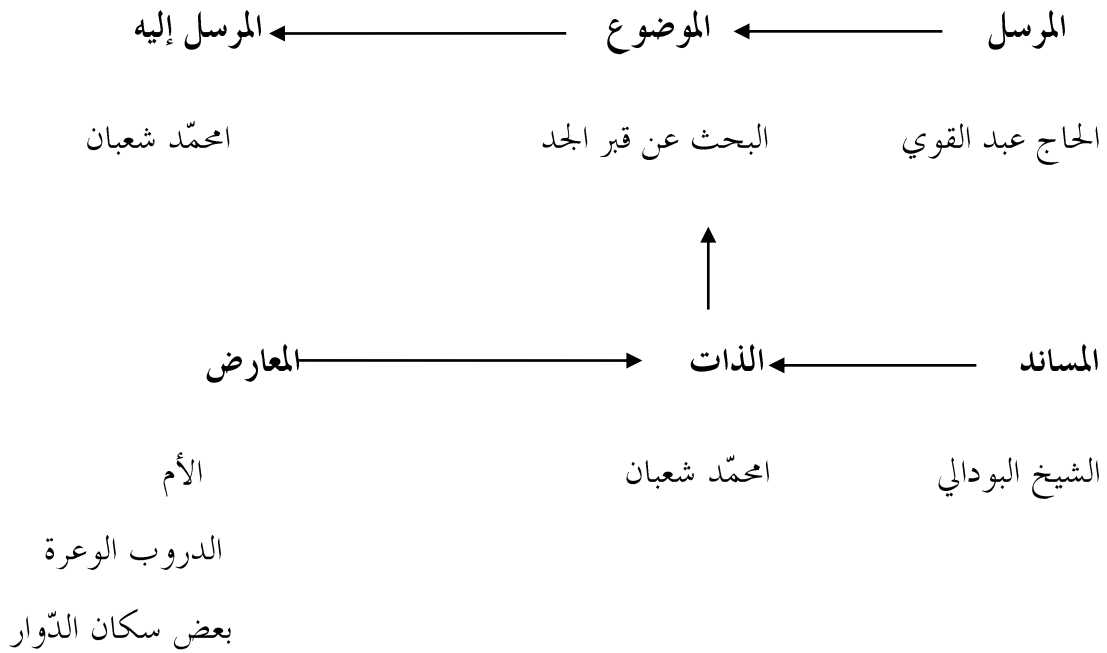 المرسل الموضوع المرسل إليه
الحاج عبد القوي البحث عن قبر الجد امحمّد شعبان
المساند الذات المعارض
الشيخ البودالي امحمّد شعبان الأم
الدروب الوعرة
بعض سكان الدّوار